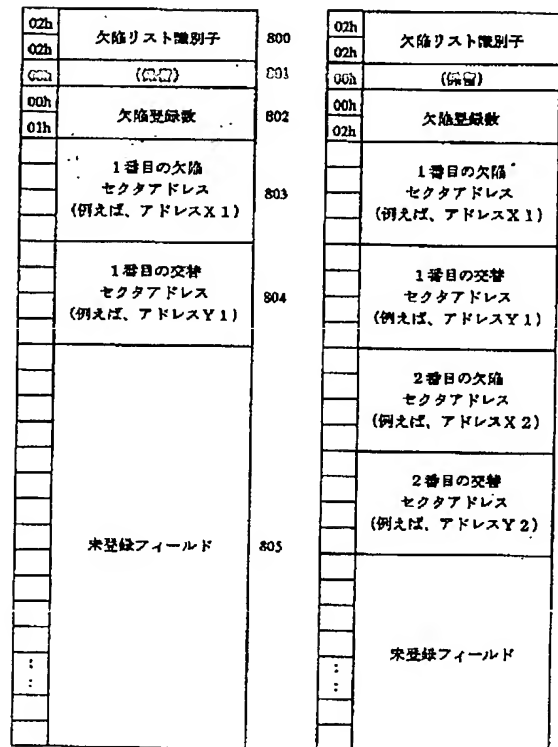 02h
欠陥リスト識別子
800
02h
00h
(保留)
801
00h
欠陥登録数
802
01h
1番目の欠陥
セクタアドレス
803
(例えば、アドレスX1)
1番目の交替
セクタアドレス
804
(例えば、アドレスY1)
未登録フィールド
805
02h
欠陥リスト識別子
02h
00h
(保留)
00h
欠陥登録数
02h
1番目の欠陥
セクタアドレス
(例えば、アドレスX1)
1番目の交替
セクタアドレス
(例えば、アドレスY1)
2番目の欠陥
セクタアドレス
(例えば、アドレスX2)
2番目の交替
セクタアドレス
(例えば、アドレスY2)
未登録フィールド